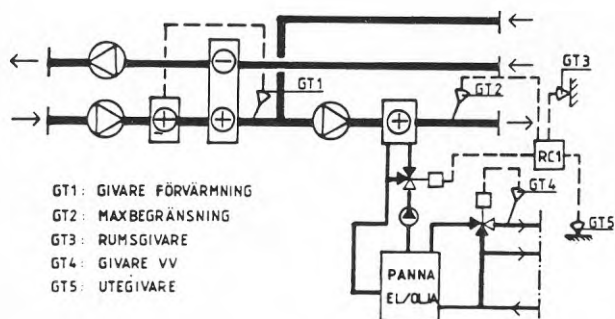 GT1
GT2
GT3
RC1
GT4
GT5
PANNA
EL/OLJA
GT1: GIVARE FÖRVÄRMNING
GT2: MAXBEGRÄNSNING
GT3: RUMSGIVARE
GT4: GIVARE VV
GT5: UTEGIVARE